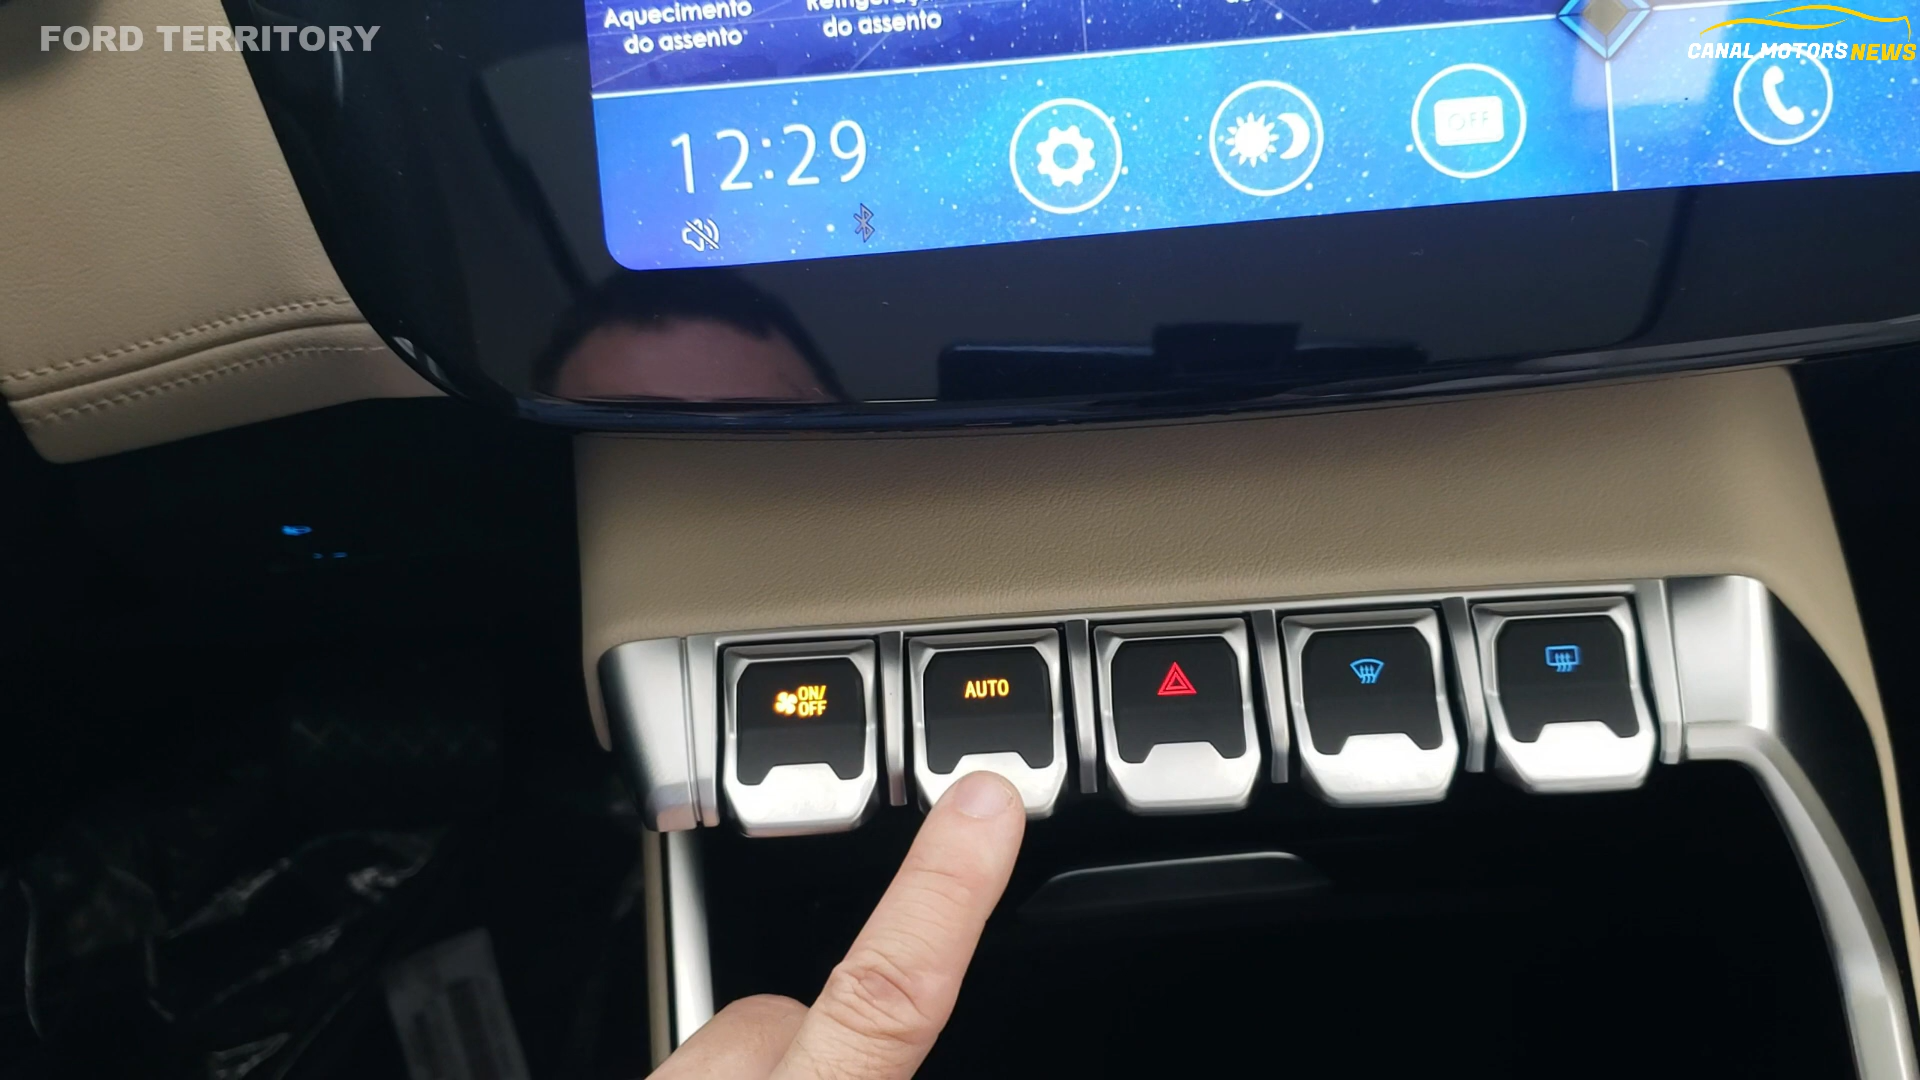 FORD TERRITORY
CANAL MOTORS NEWS
Aquecimento
do assento
do assento
12:29
OFF
ON/
OFF
AUTO